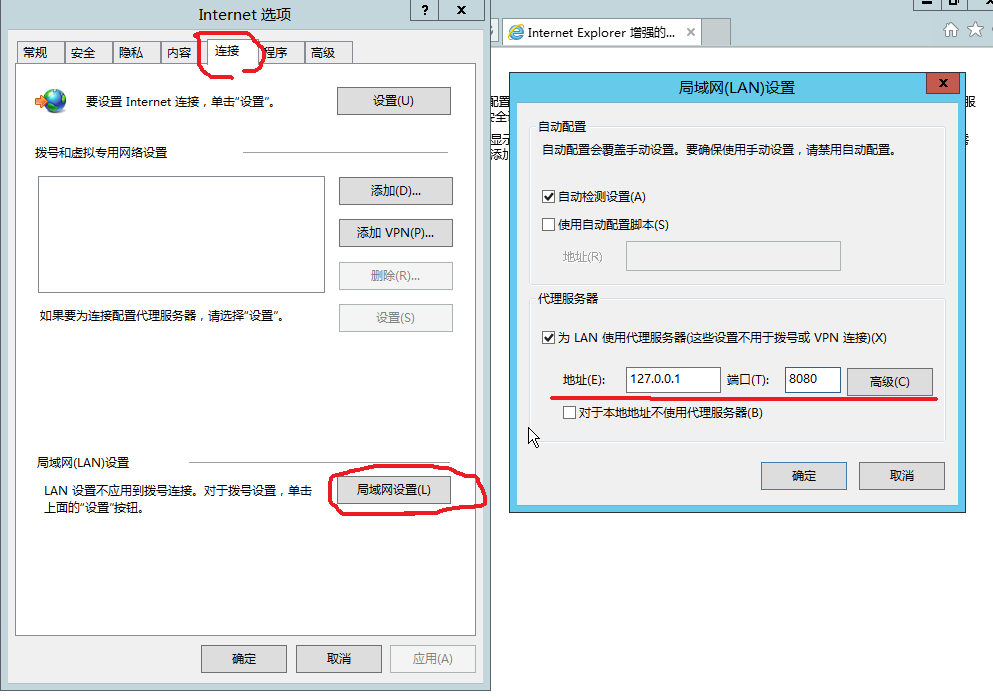 Internet 选项
?
x
常规 安全 隐私 内容 连接 程序 高级
要设置 Internet 连接，单击“设置”。
设置(U)
拨号和虚拟专用网络设置
添加(D)...
添加 VPN(P)...
删除(R)...
如果要为连接配置代理服务器，请选择“设置”。
设置(S)
局域网(LAN)设置
LAN 设置不应用到拨号连接。对于拨号设置，单击
上面的“设置”按钮。
局域网设置(L)
确定 取消 应用(A)
Internet Explorer 增强的... ×
局域网(LAN)设置
x
自动配置
自动配置会覆盖手动设置。要确保使用手动设置，请禁用自动配置。
自动检测设置(A)
使用自动配置脚本(S)
地址(R)
代理服务器
为 LAN 使用代理服务器(这些设置不用于拨号或 VPN 连接)(X)
地址(E): 127.0.0.1 端口(T): 8080 高级(C)
对于本地地址不使用代理服务器(B)
确定 取消